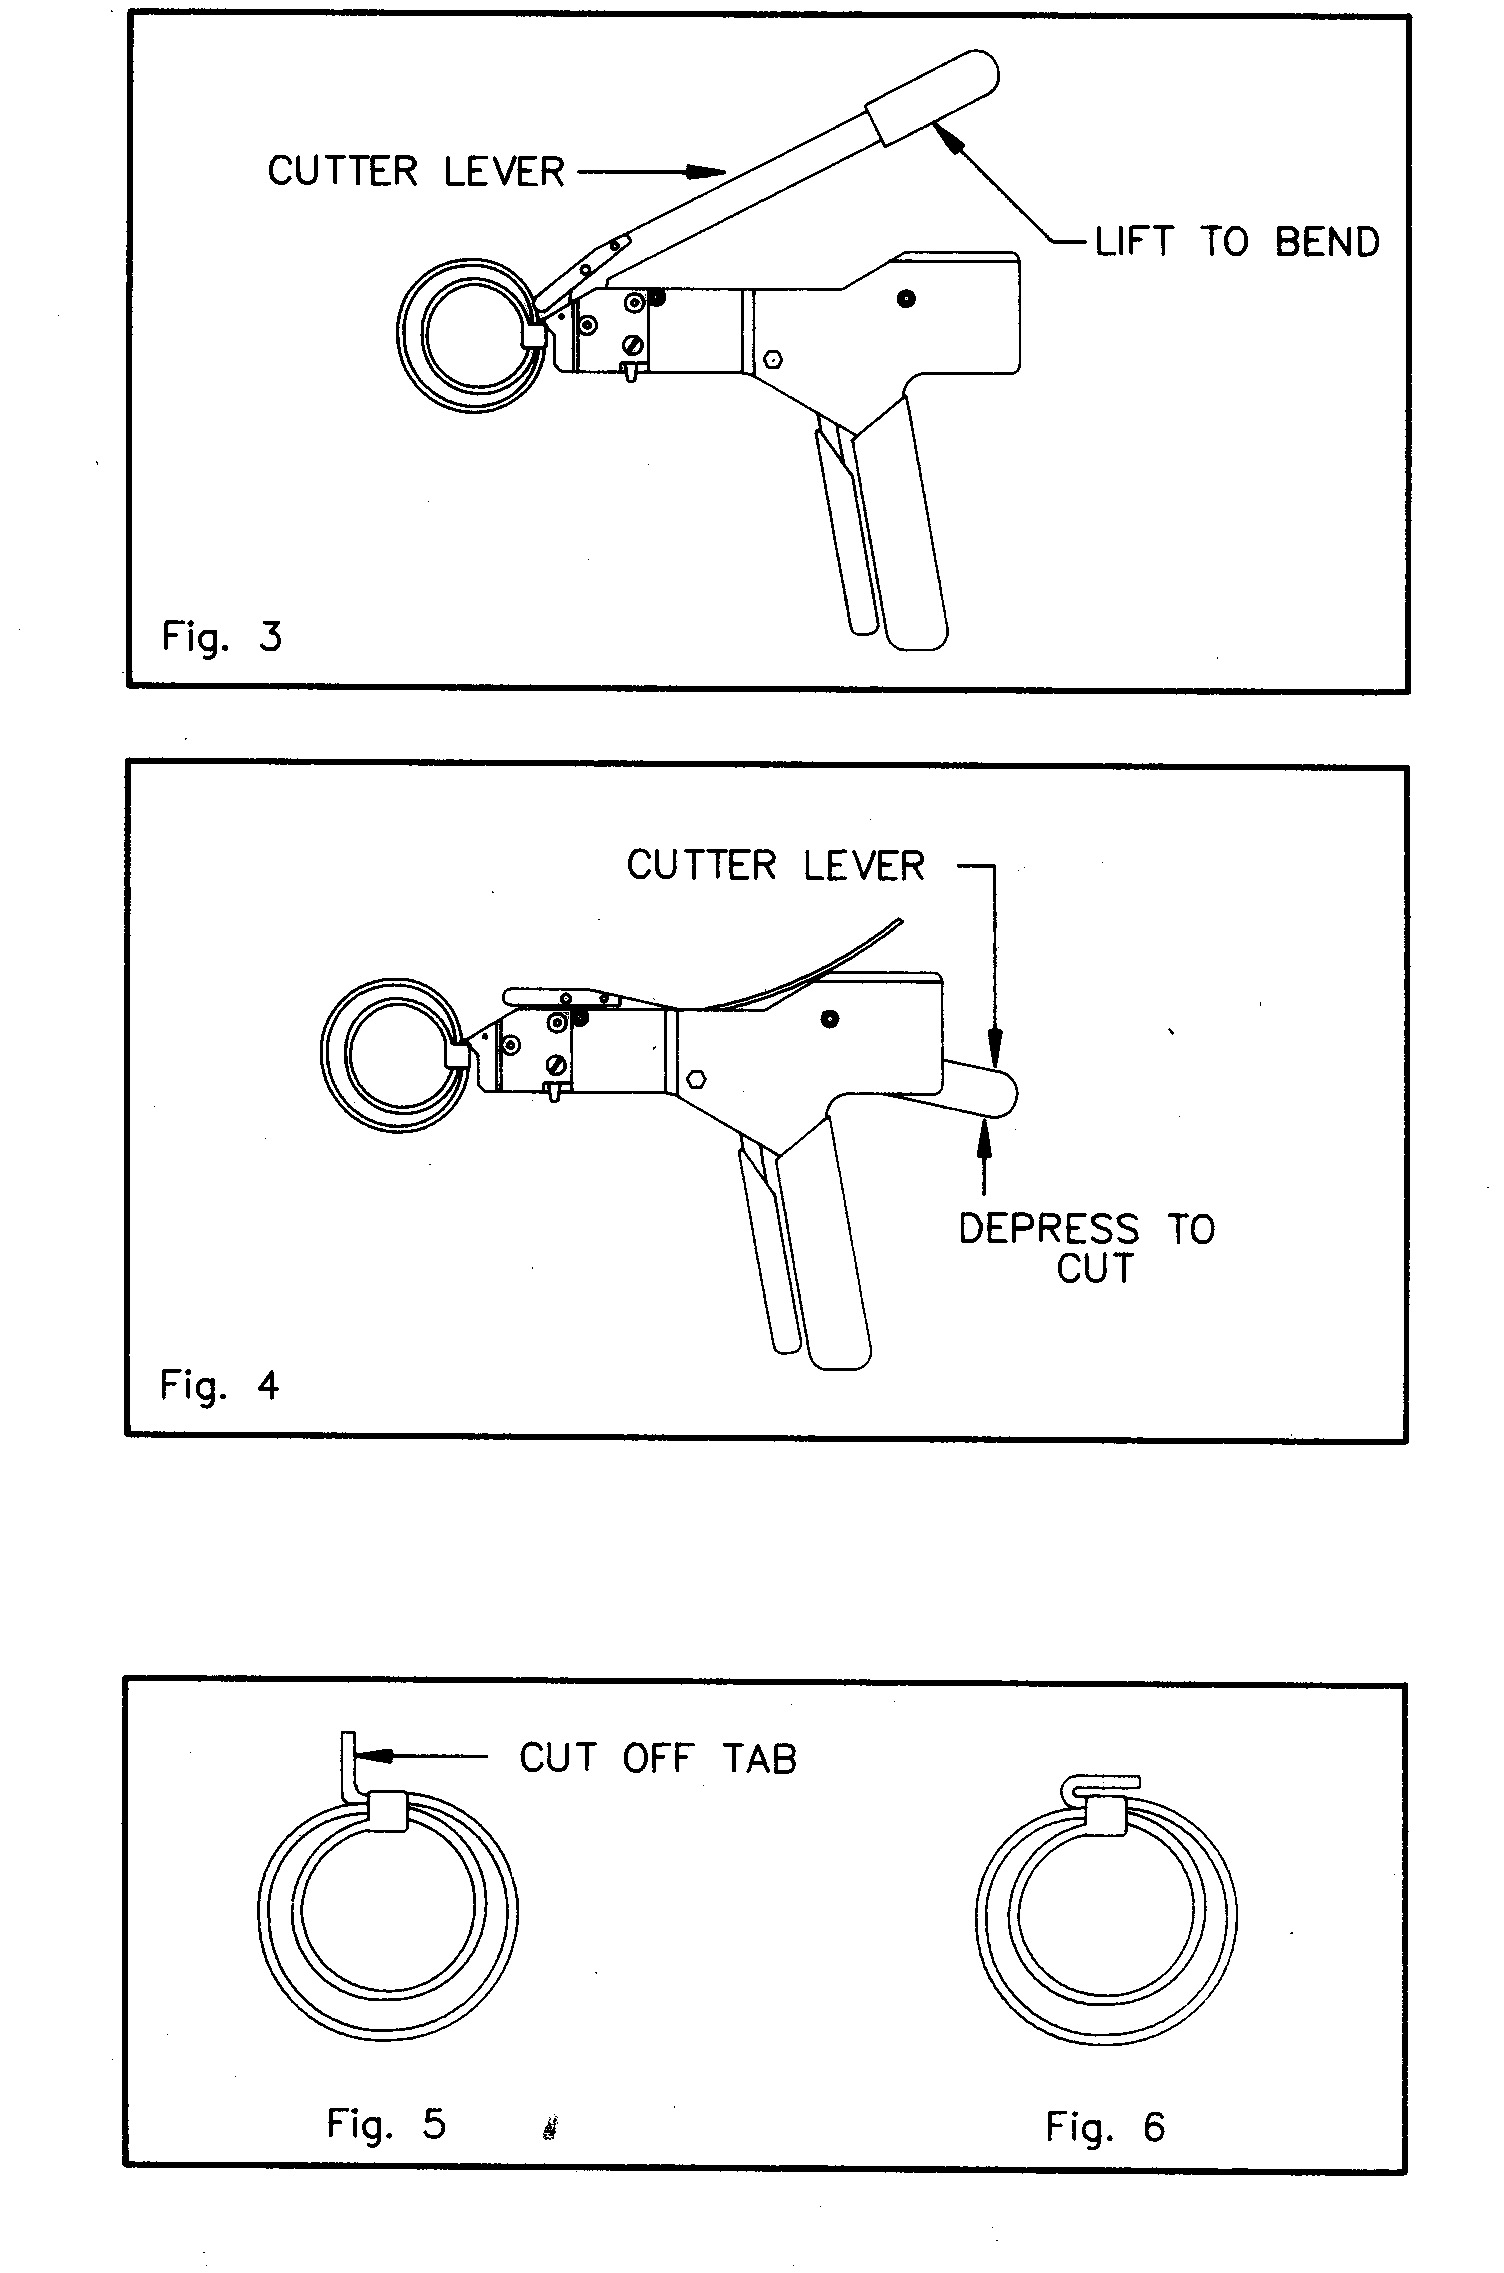 CUTTER LEVER
LIFT TO BEND
Fig. 3
CUTTER LEVER
DEPRESS TO
CUT
Fig. 4
CUT OFF TAB
Fig. 5
Fig. 6